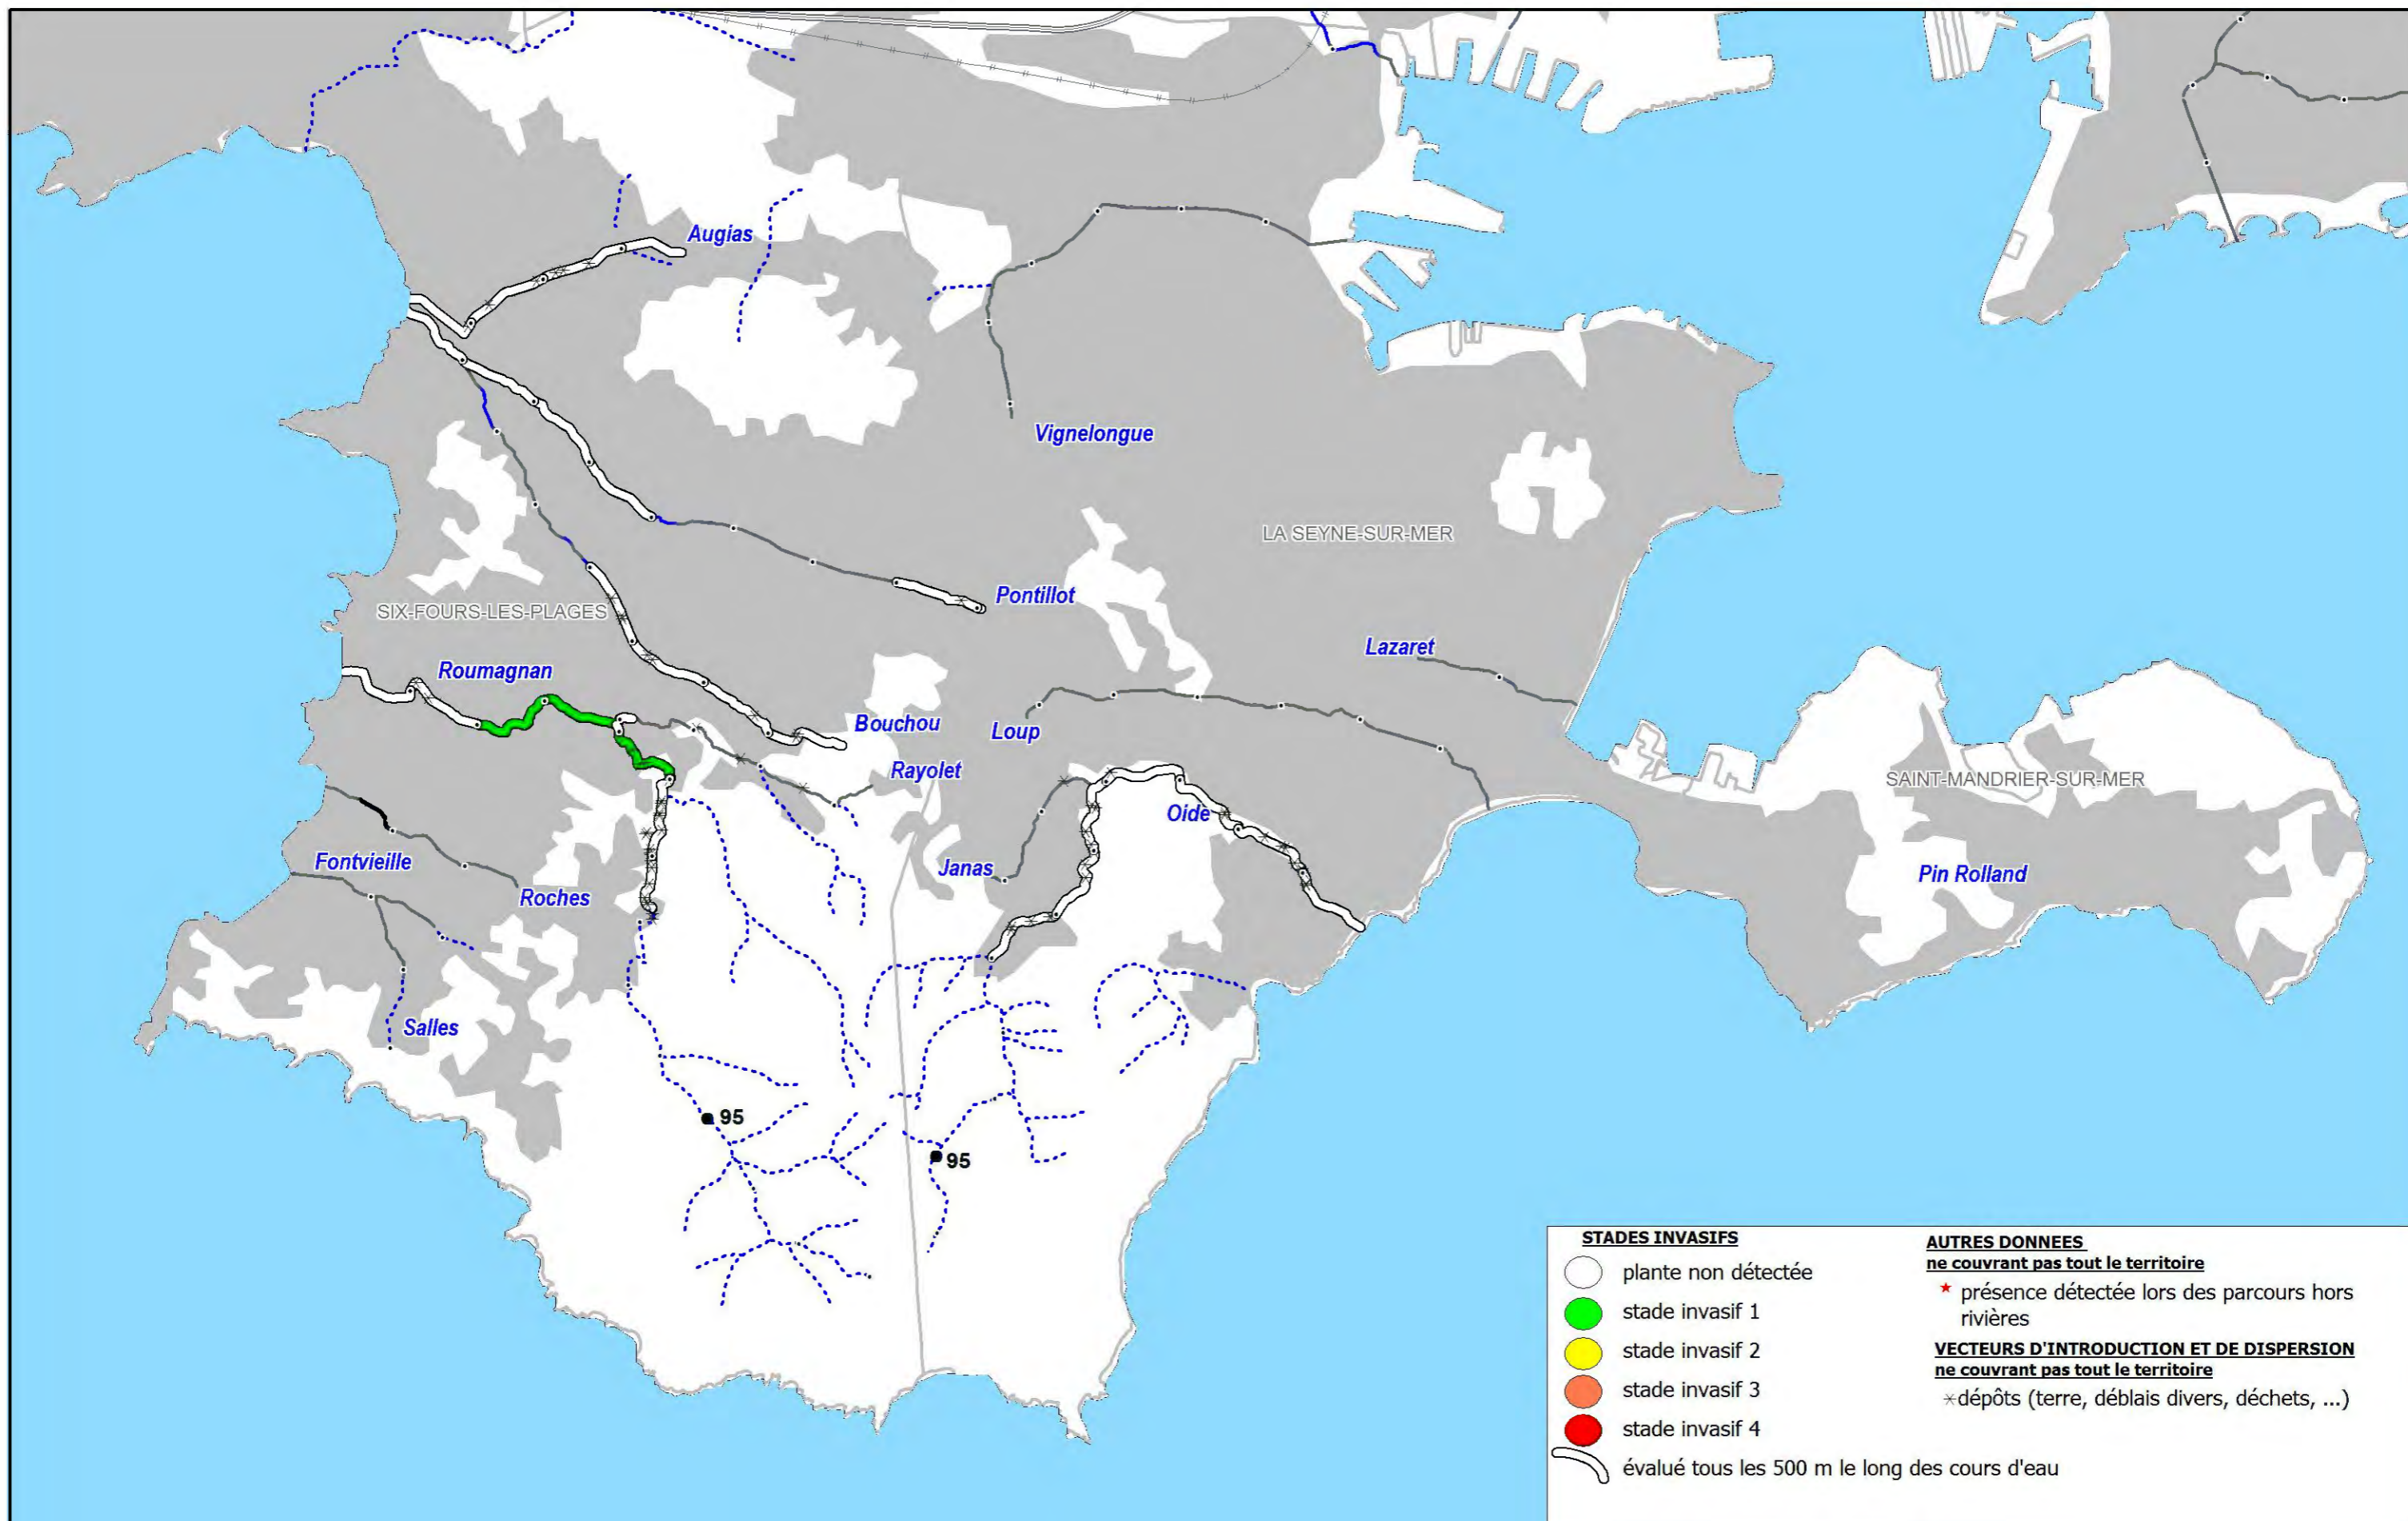 Augias
Vignelongue
LA SEYNE-SUR-MER
Pontillot
SIX-FOURS-LES-PLAGES
Lazaret
Roumagnan
Bouchou
Loup
Rayolet
SAINT-MANDRIER-SUR-MER
Oide
Fontvieille
Janas
Pin Rolland
Roches
Salles
95
95
STADES INVASIFS
plante non détectée
stade invasif 1
stade invasif 2
stade invasif 3
stade invasif 4
évalué tous les 500 m le long des cours d'eau
AUTRES DONNEES
ne couvrant pas tout le territoire
présence détectée lors des parcours hors
rivières
VECTEURS D'INTRODUCTION ET DE DISPERSION
ne couvrant pas tout le territoire
dépôts (terre, déblais divers, déchets, ...)